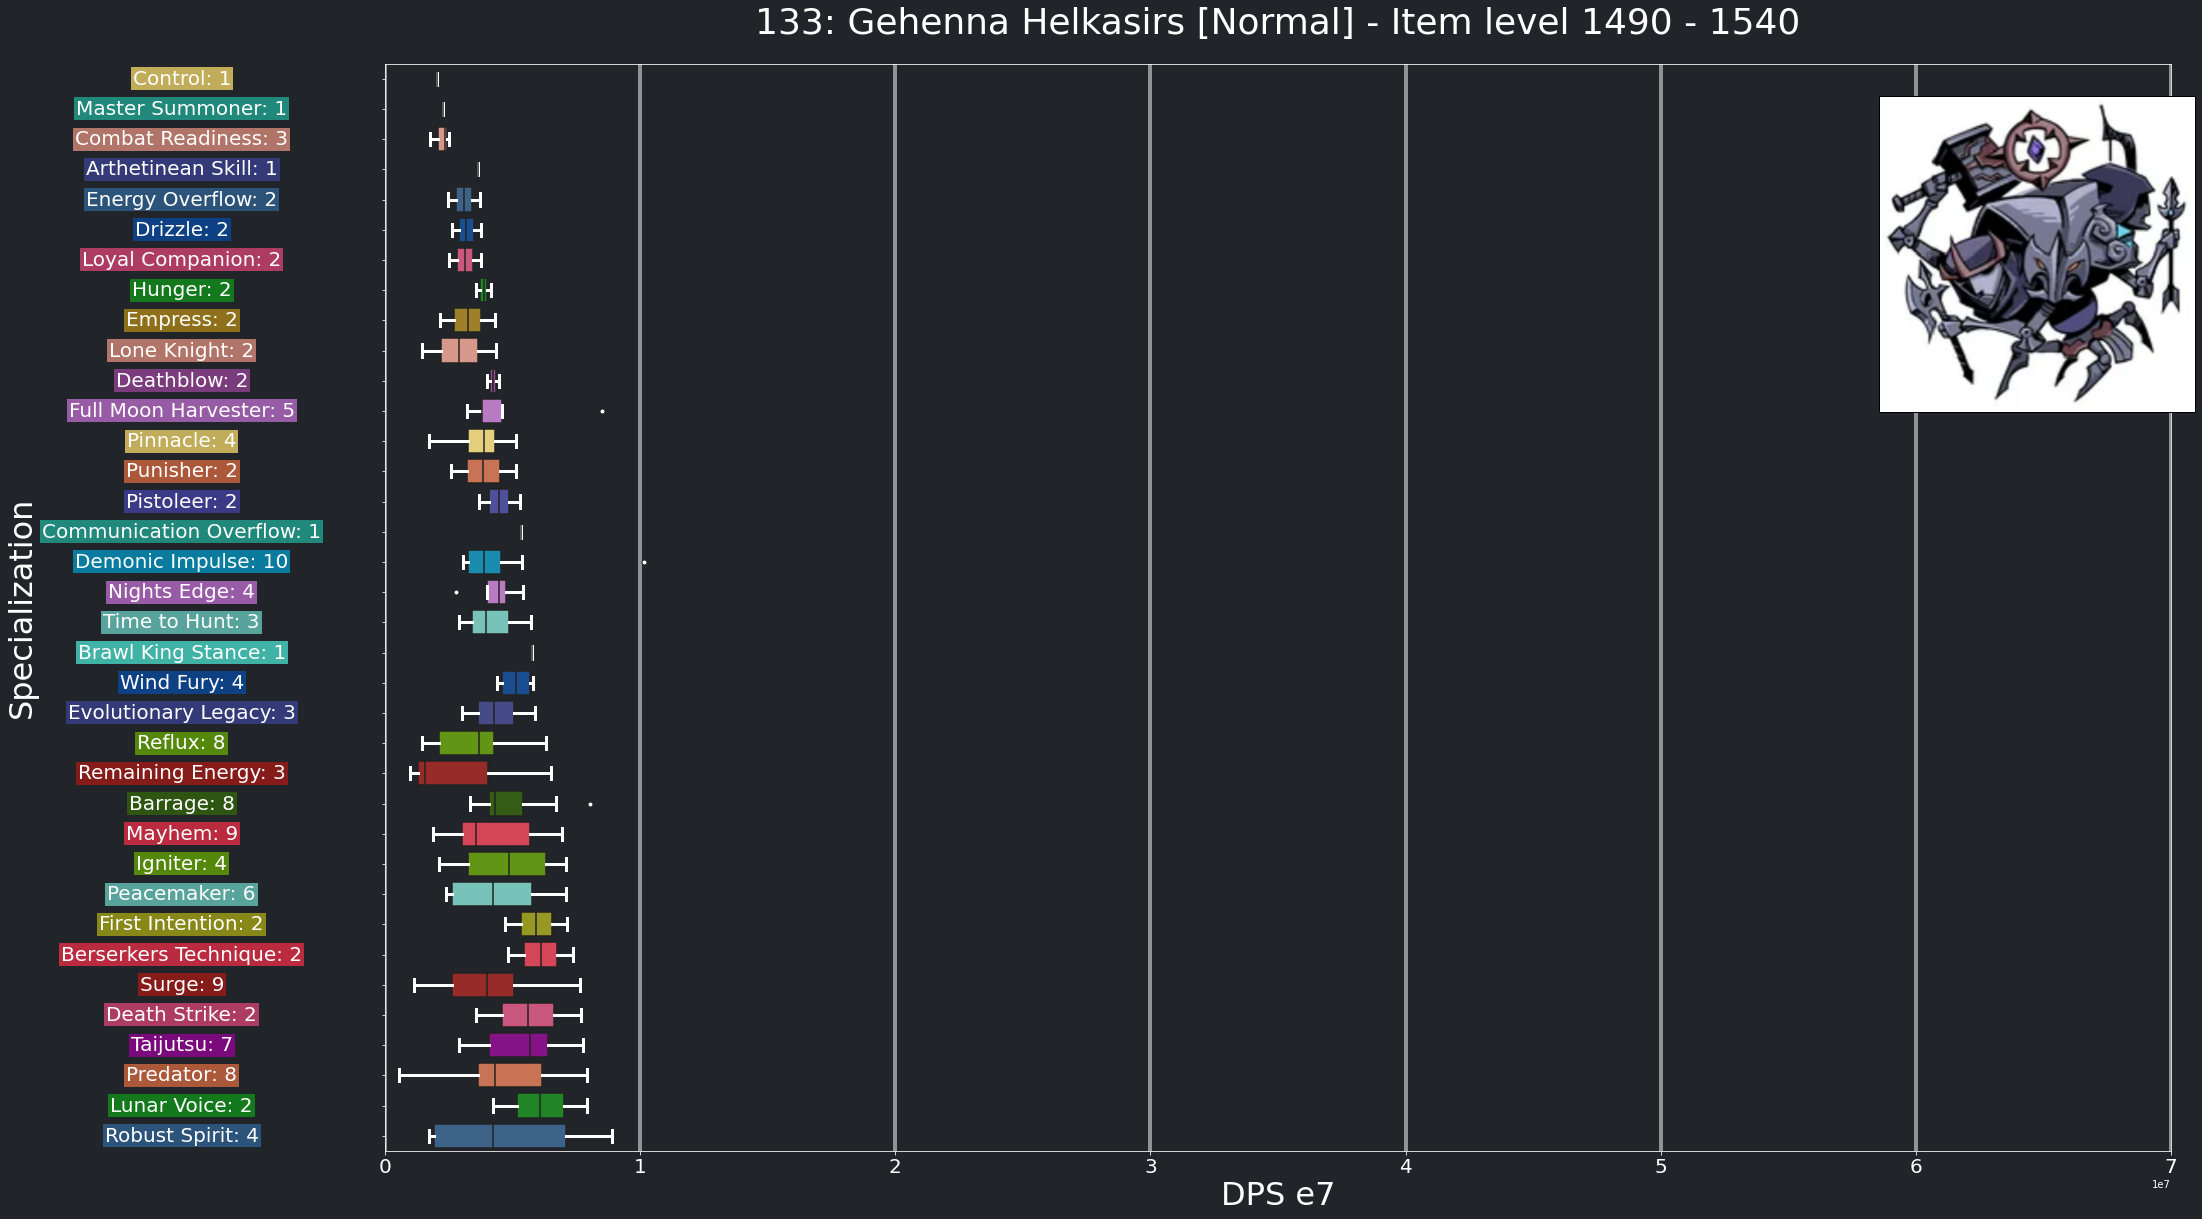 133: Gehenna Helkasirs [Normal] - Item level 1490 - 1540
Specialization
Control: 1
Master Summoner: 1
Combat Readiness: 3
Arthetinean Skill: 1
Energy Overflow: 2
Drizzle: 2
Loyal Companion: 2
Hunger: 2
Empress: 2
Lone Knight: 2
Deathblow: 2
Full Moon Harvester: 5
Pinnacle: 4
Punisher: 2
Pistoleer: 2
Communication Overflow: 1
Demonic Impulse: 10
Nights Edge: 4
Time to Hunt: 3
Brawl King Stance: 1
Wind Fury: 4
Evolutionary Legacy: 3
Reflux: 8
Remaining Energy: 3
Barrage: 8
Mayhem: 9
Igniter: 4
Peacemaker: 6
First Intention: 2
Berserkers Technique: 2
Surge: 9
Death Strike: 2
Taijutsu: 7
Predator: 8
Lunar Voice: 2
Robust Spirit: 4
0 1 2 3 4 5 6 7
1e7
DPS e7